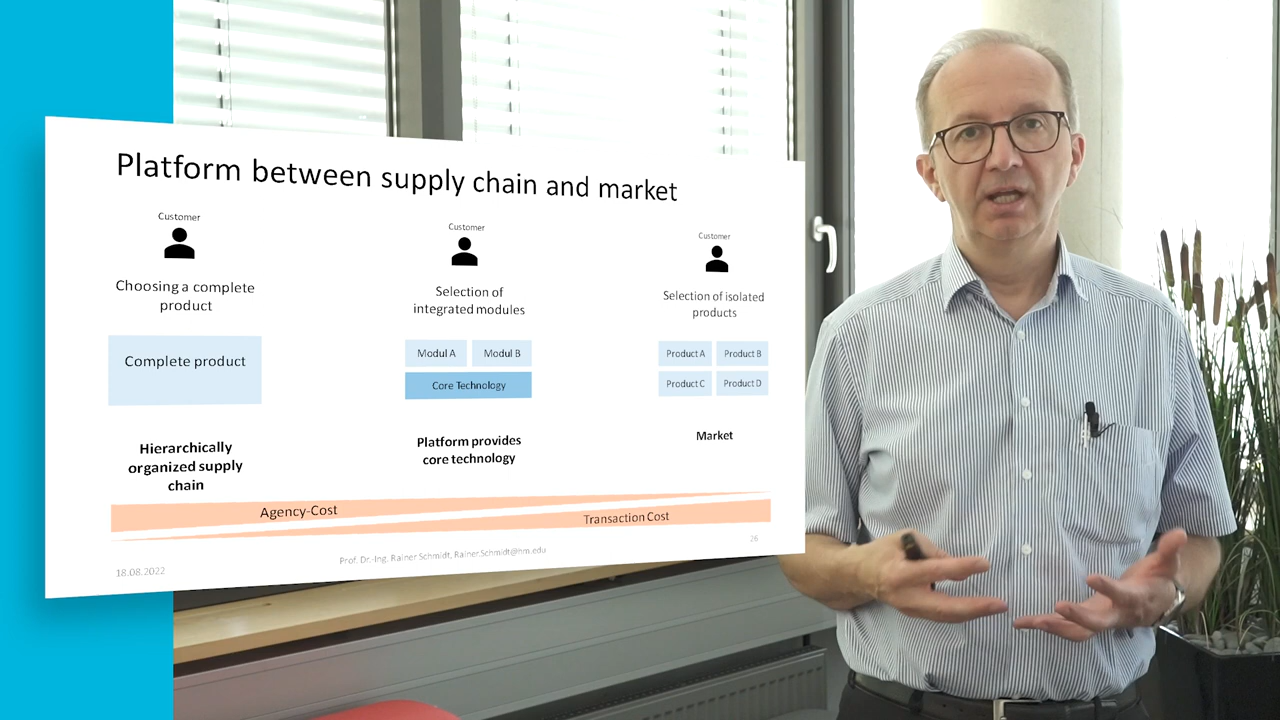 Platform between supply chain and market
Customer
Choosing a complete
product
Complete product
Hierarchically
organized supply
chain
Customer
Selection of
integrated modules
Modul A
Modul B
Core Technology
Platform provides
core technology
Customer
Selection of isolated
products
Product A
Product B
Product C
Product D
Market
Agency-Cost
Transaction Cost
18.08.2022
Prof. Dr.-Ing. Rainer Schmidt, Rainer.Schmidt@hm.edu
26